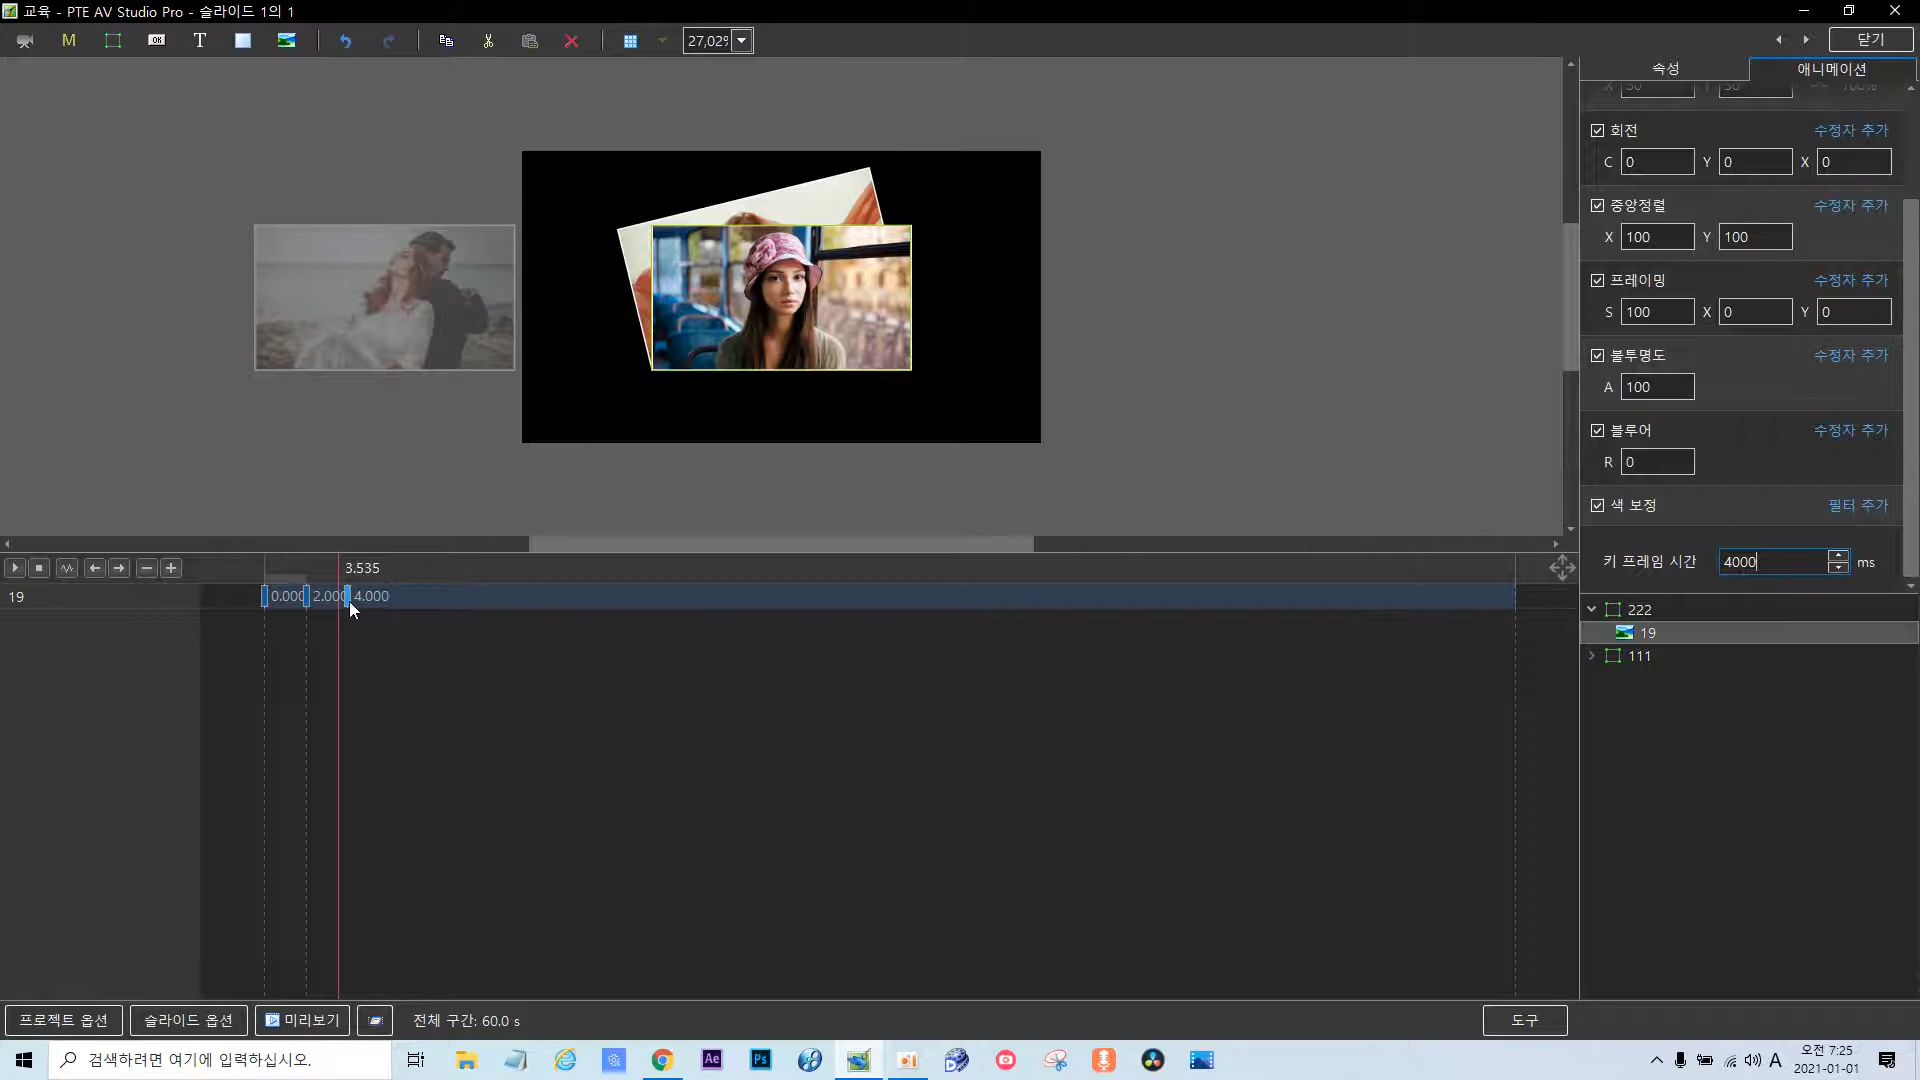 교육 - PTE AV Studio Pro - 슬라이드 1의 1
M OK T 27,02% 닫기
속성 애니메이션
X 50 Y 50 100%
회전 수정자 추가
C 0 Y 0 X 0
중앙정렬 수정자 추가
X 100 Y 100
프레이밍 수정자 추가
S 100 X 0 Y 0
불투명도 수정자 추가
A 100
블루어 수정자 추가
R 0
색 보정 필터 추가
키 프레임 시간 4000 ms
3.535
19 0.000 2.000 4.000
222
19
111
프로젝트 옵션 슬라이드 옵션 미리보기 전체 구간: 60.0 s 도구
검색하려면 여기에 입력하십시오. Ae Ps A 오전 7:25
2021-01-01